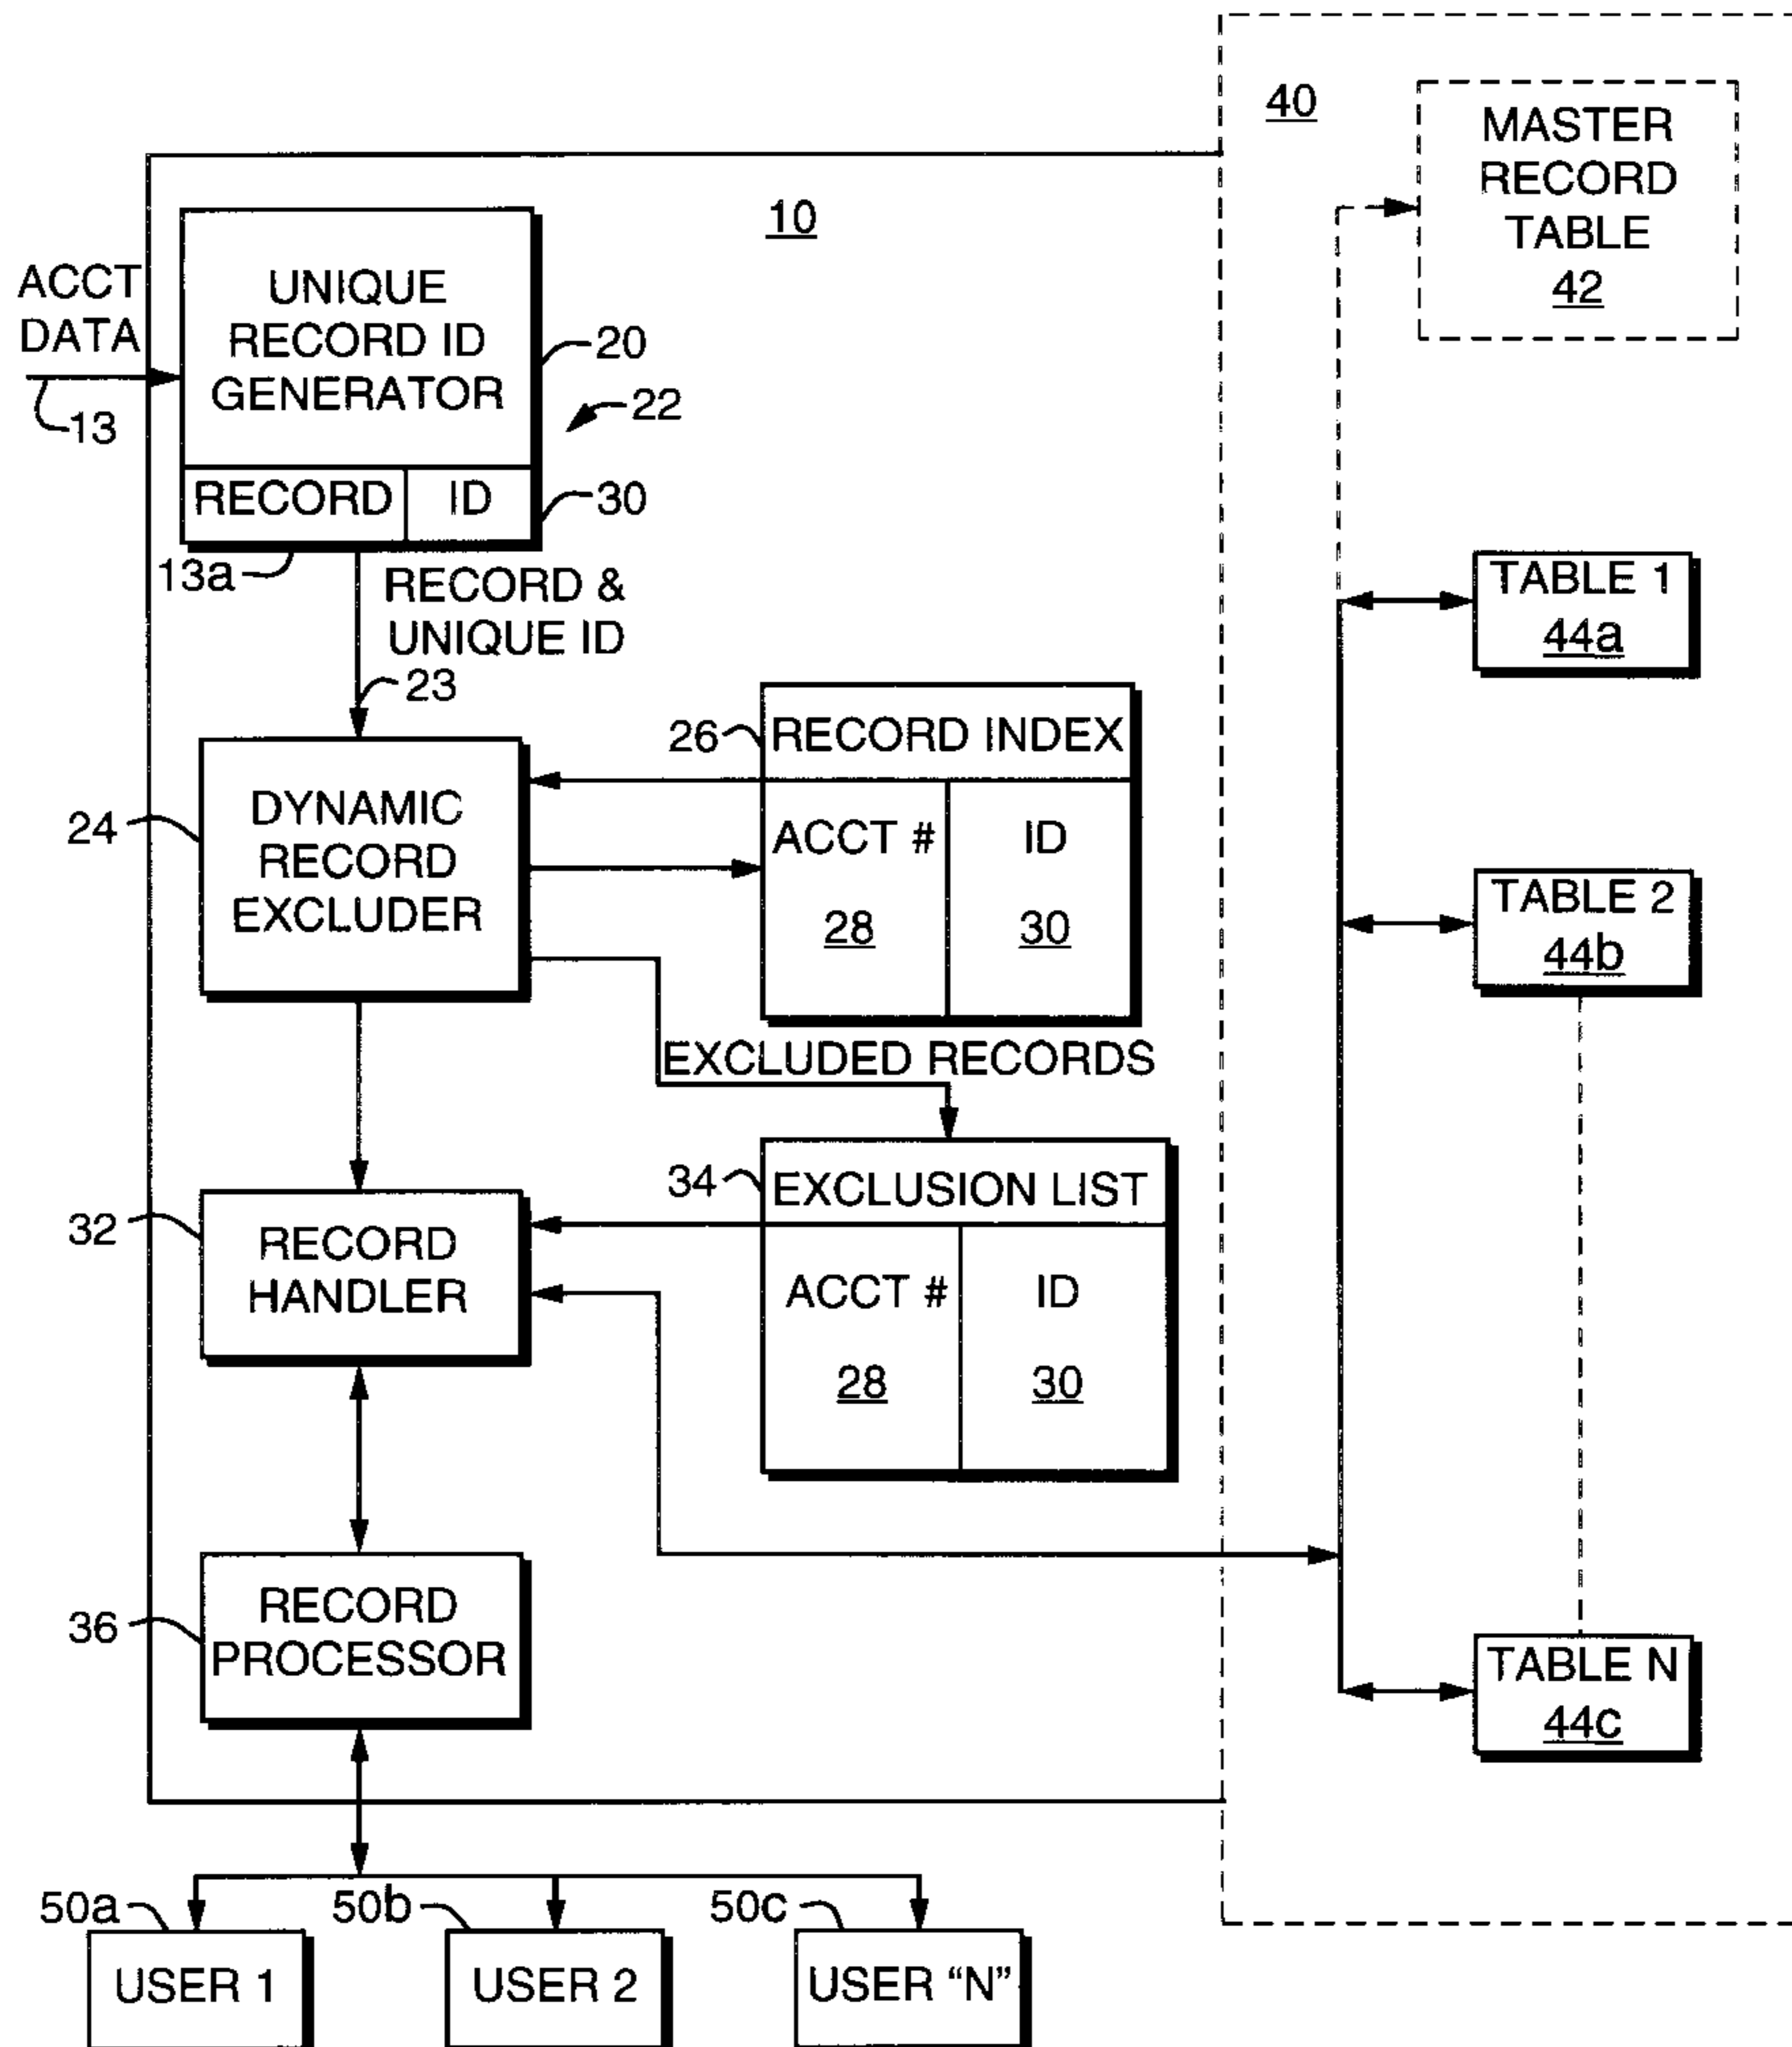 40
MASTER
RECORD
TABLE
42
10
ACCT
DATA
13
UNIQUE
RECORD ID
GENERATOR
20
22
RECORD
ID
30
13a
RECORD &
UNIQUE ID
23
TABLE 1
44a
26
RECORD INDEX
ACCT #
ID
28
30
24
DYNAMIC
RECORD
EXCLUDER
TABLE 2
44b
EXCLUDED RECORDS
34
EXCLUSION LIST
ACCT #
ID
28
30
32
RECORD
HANDLER
36
RECORD
PROCESSOR
TABLE N
44c
50a
50b
50c
USER 1
USER 2
USER “N”